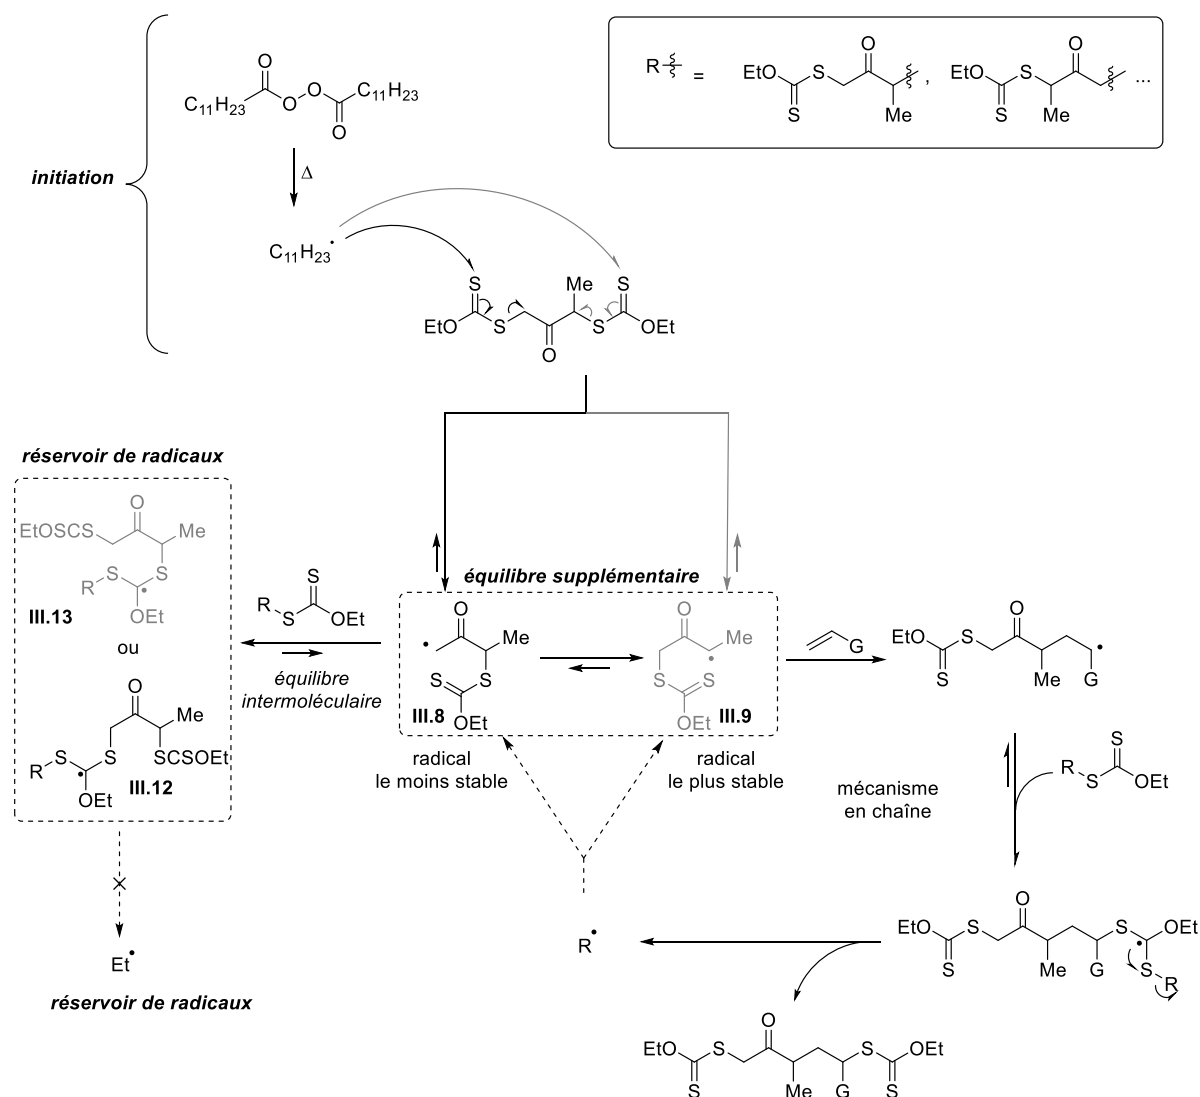 initiation
O
C11H23
O
O
C11H23
O
Δ
C11H23•
R
=
EtO
S
O
S
Me
,
EtO
S
O
S
Me
...
S
Me
S
EtO
S
O
S
OEt
réservoir de radicaux
EtOSCS
O
Me
S
S
R
•
OEt
III.13
ou
O
Me
S
S
SCSOEt
R
•
OEt
III.12
S
R
S
OEt
équilibre
intermoléculaire
équilibre supplémentaire
O
•
Me
S
S
OEt
III.8
O
Me
•
S
S
OEt
III.9
radical
le moins stable
radical
le plus stable
G
EtO
S
O
S
Me
•
G
mécanisme
en chaîne
S
R
S
OEt
EtO
S
O
S
OEt
S
Me
G
•
S
R
R•
Et•
réservoir de radicaux
EtO
S
O
S
OEt
S
Me
G
S